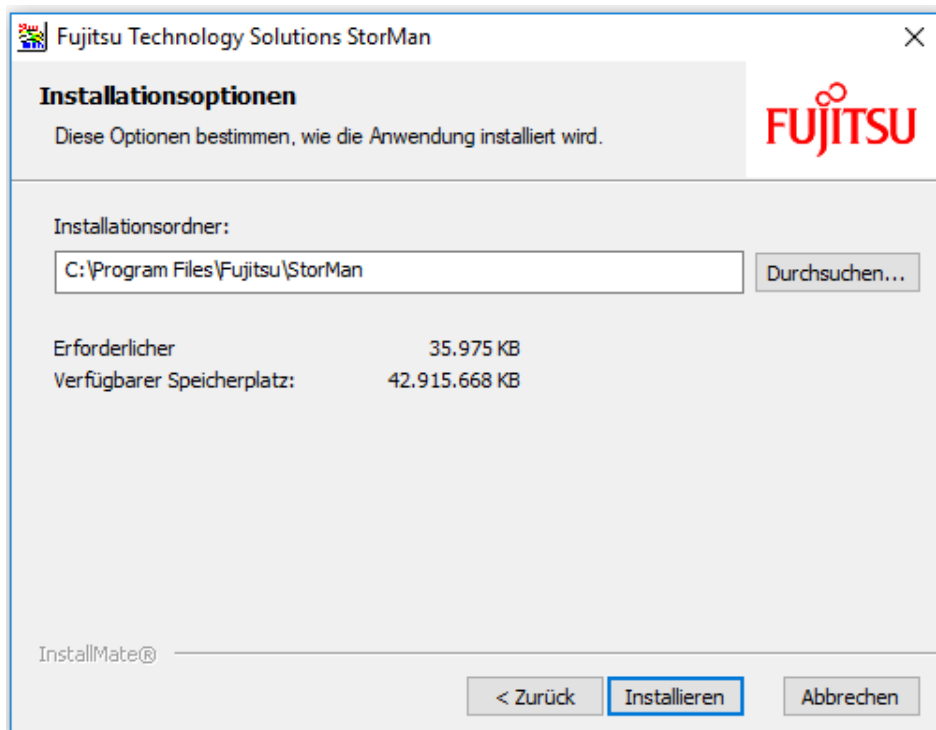 Fujitsu Technology Solutions StorMan
Installationsoptionen
Diese Optionen bestimmen, wie die Anwendung installiert wird.
FUJITSU
Installationsordner:
C:\Program Files\Fujitsu\StorMan
Durchsuchen...
Erforderlicher 35.975 KB
Verfügbarer Speicherplatz: 42.915.668 KB
InstallMate®
< Zurück Installieren Abbrechen